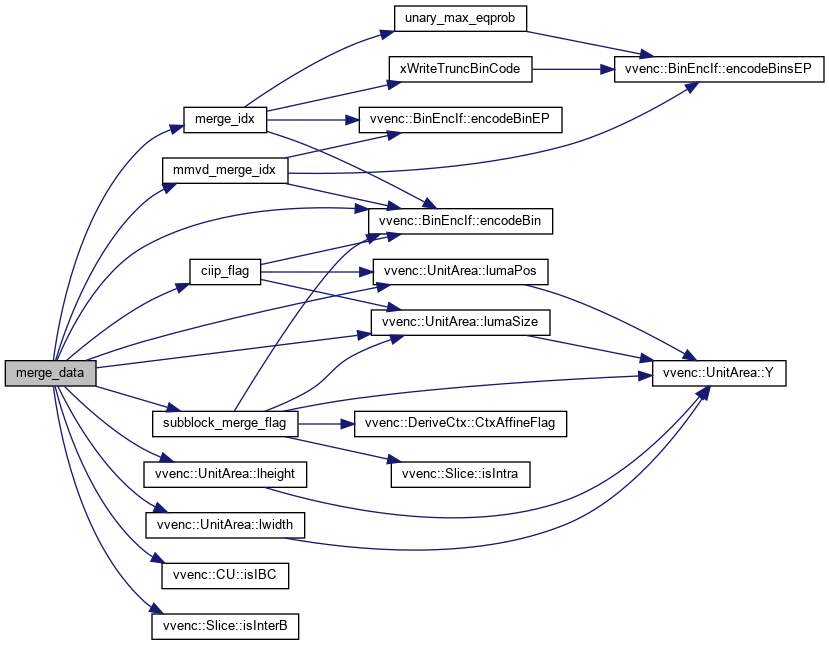 unary_max_eqprob
xWriteTruncBinCode
vvenc::BinEncIf::encodeBinsEP
merge_idx
vvenc::BinEncIf::encodeBinEP
mmvd_merge_idx
vvenc::BinEncIf::encodeBin
ciip_flag
vvenc::UnitArea::lumaPos
vvenc::UnitArea::lumaSize
merge_data
vvenc::UnitArea::Y
subblock_merge_flag
vvenc::DeriveCtx::CtxAffineFlag
vvenc::UnitArea::lheight
vvenc::Slice::isIntra
vvenc::UnitArea::lwidth
vvenc::CU::isIBC
vvenc::Slice::isInterB